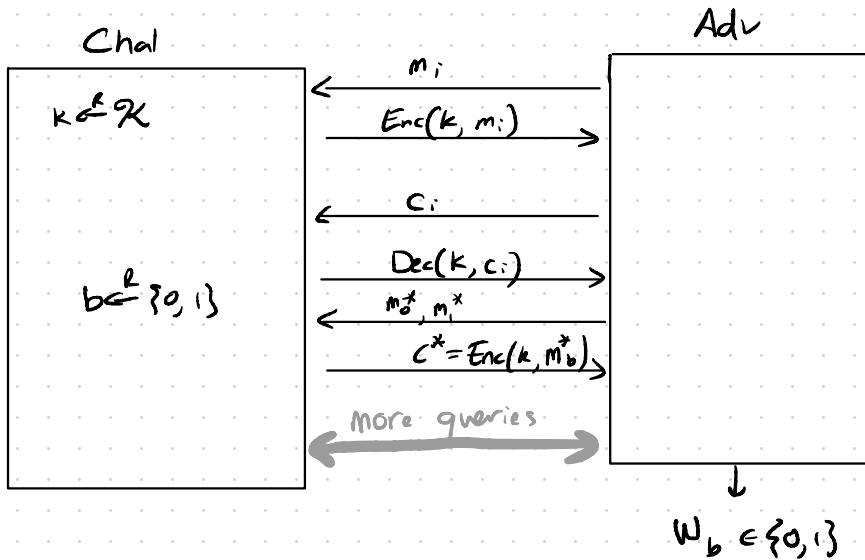 Chal
Adv
k ←ᴿ 𝒦
mᵢ
Enc(k, mᵢ)
cᵢ
Dec(k, cᵢ)
b ←ᴿ {0, 1}
m₀*, m₁*
c* = Enc(k, m_b*)
more queries
W_b ∈ {0, 1}